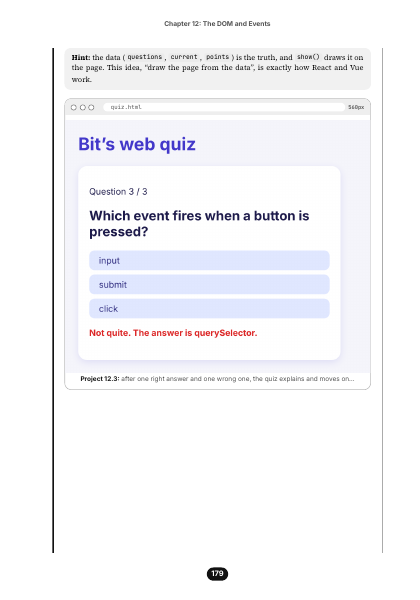 Chapter 12: The DOM and Events
Hint: the data ( questions , current , points ) is the truth, and show() draws it on
the page. This idea, “draw the page from the data”, is exactly how React and Vue
work.
quiz.html
560px
Bit’s web quiz
Question 3 / 3
Which event fires when a button is
pressed?
input
submit
click
Not quite. The answer is querySelector.
Project 12.3: after one right answer and one wrong one, the quiz explains and moves on…
179